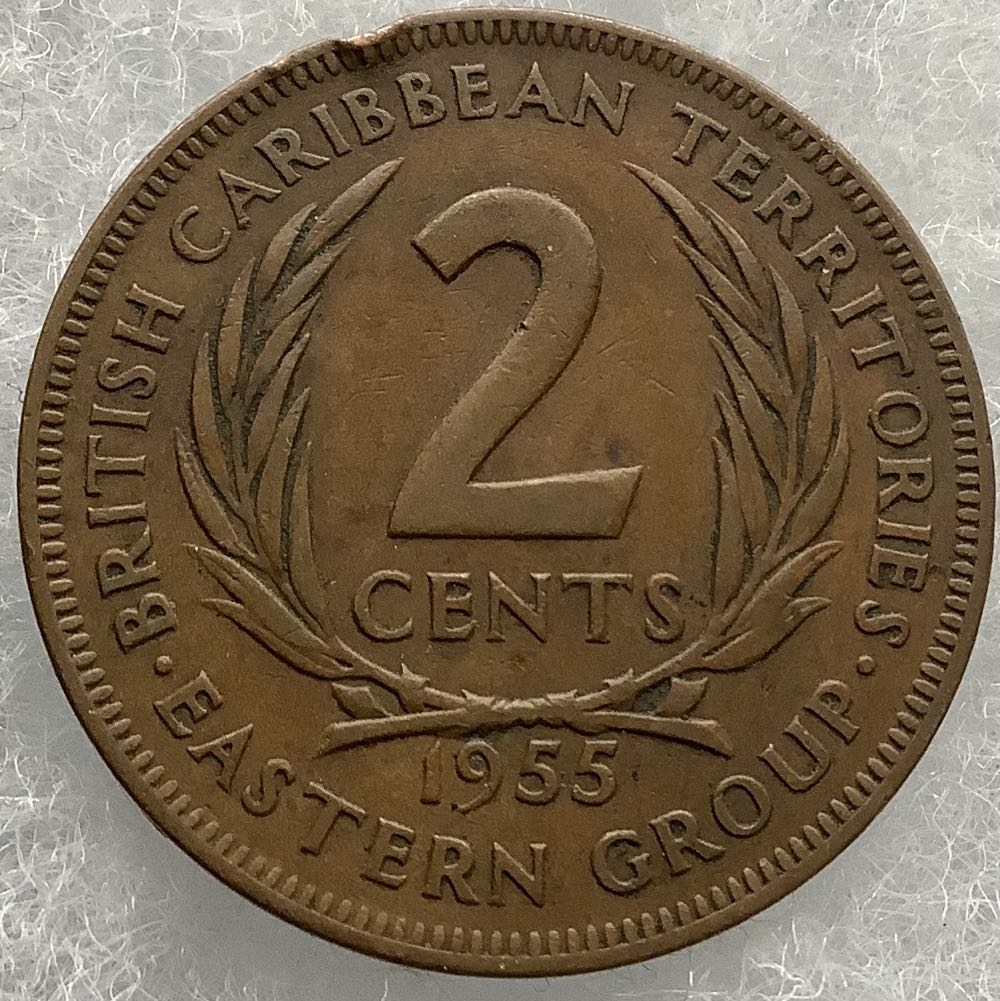 BRITISH CARIBBEAN TERRITORIES
2
CENTS
1955
· EASTERN GROUP ·